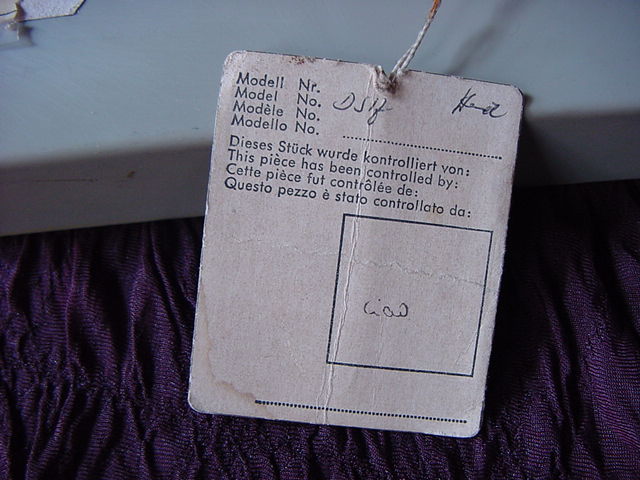 Modell Nr.
Model No.
Modèle No.
Modello No.
Dieses Stück wurde kontrolliert von:
This pièce has been controlled by:
Cette pièce fut contrôlée de:
Questo pezzo è stato controllato da: